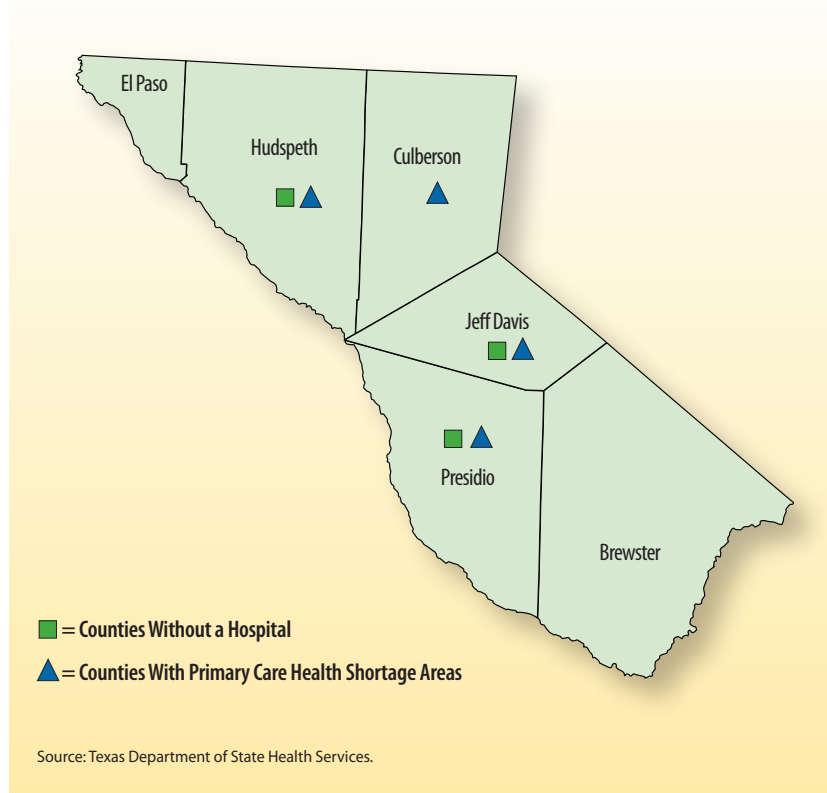 El Paso
Hudspeth
Culberson
Jeff Davis
Presidio
Brewster
= Counties Without a Hospital
= Counties With Primary Care Health Shortage Areas
Source: Texas Department of State Health Services.